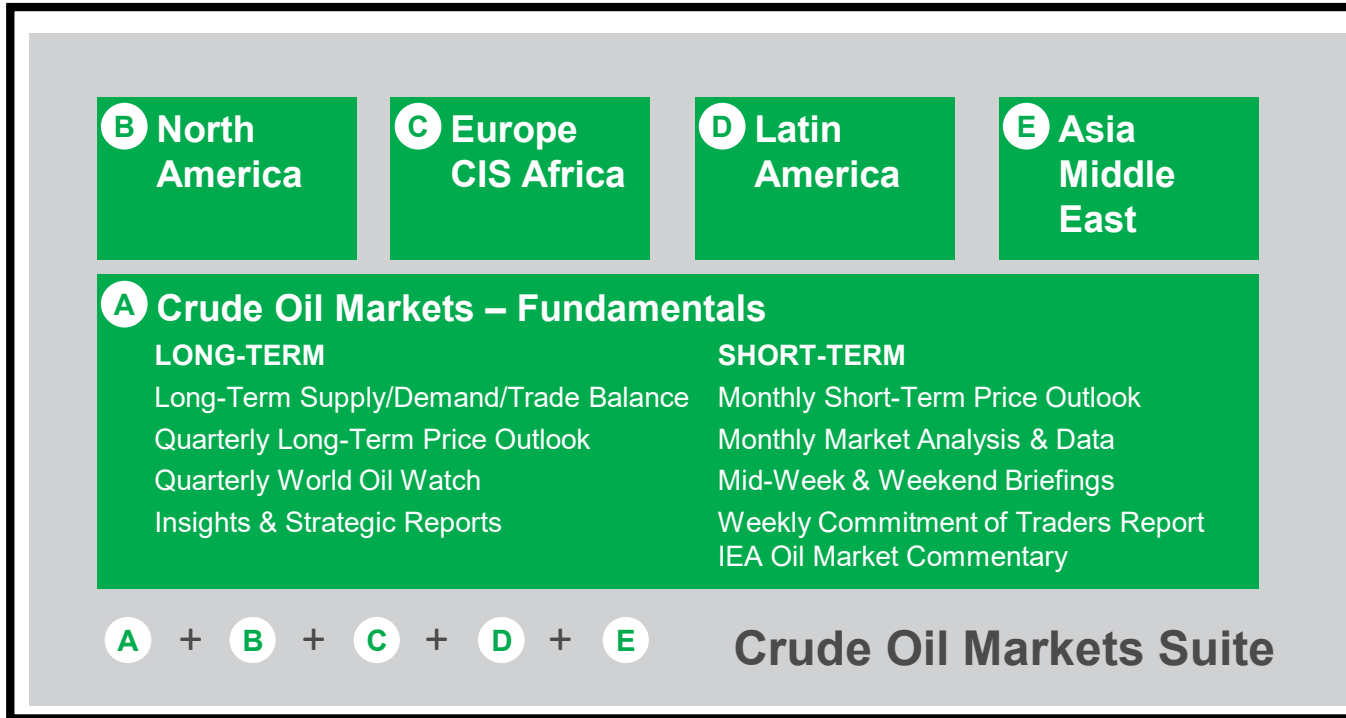 B North
America
C Europe
CIS Africa
D Latin
America
E Asia
Middle
East
A Crude Oil Markets – Fundamentals
LONG-TERM
Long-Term Supply/Demand/Trade Balance
Quarterly Long-Term Price Outlook
Quarterly World Oil Watch
Insights & Strategic Reports
SHORT-TERM
Monthly Short-Term Price Outlook
Monthly Market Analysis & Data
Mid-Week & Weekend Briefings
Weekly Commitment of Traders Report
IEA Oil Market Commentary
A + B + C + D + E
Crude Oil Markets Suite